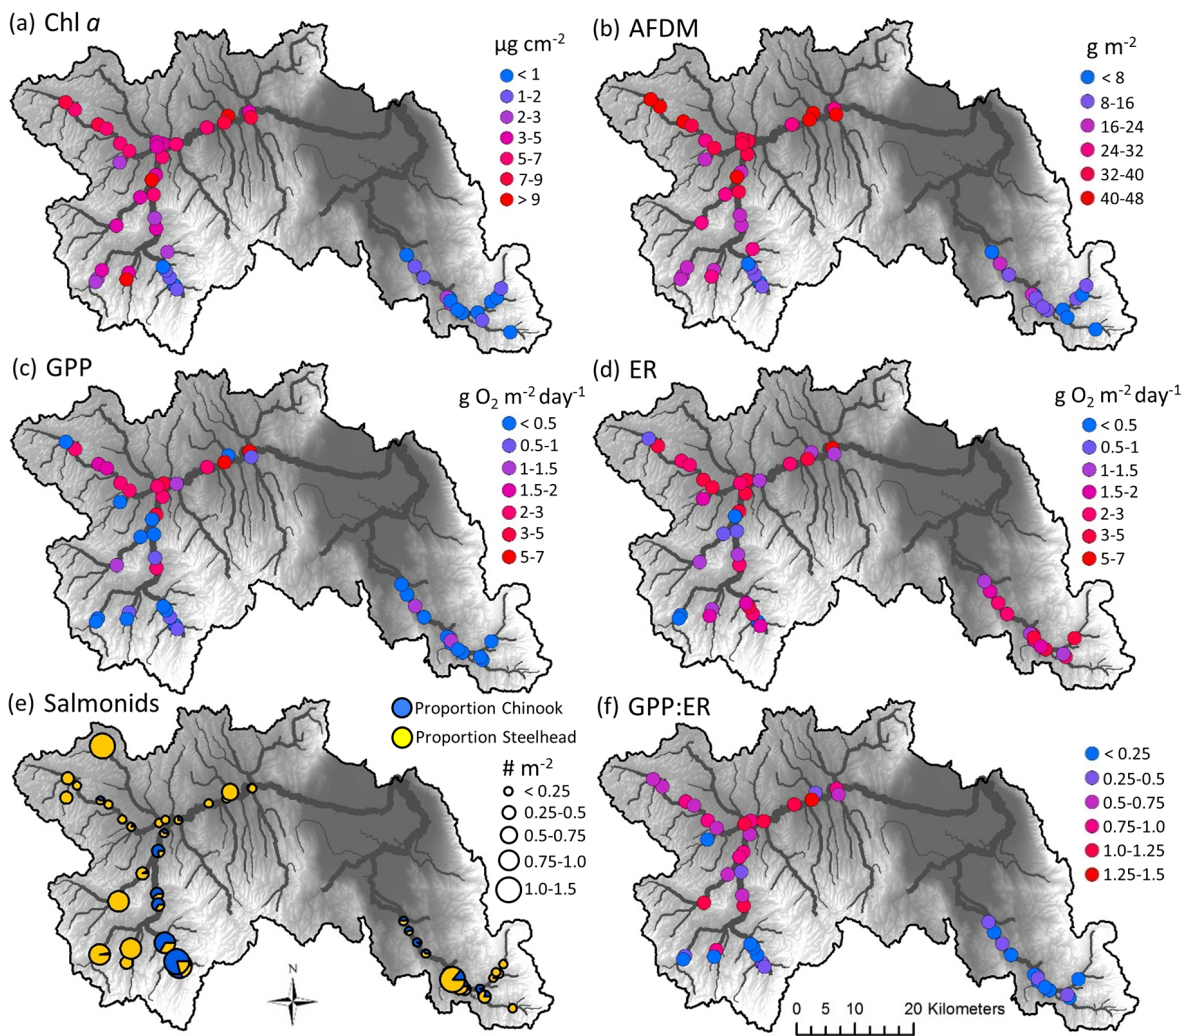 (a) Chl a
µg cm-2
< 1
1-2
2-3
3-5
5-7
7-9
> 9
(b) AFDM
g m-2
< 8
8-16
16-24
24-32
32-40
40-48
(c) GPP
g O2 m-2 day-1
< 0.5
0.5-1
1-1.5
1.5-2
2-3
3-5
5-7
(d) ER
g O2 m-2 day-1
< 0.5
0.5-1
1-1.5
1.5-2
2-3
3-5
5-7
(e) Salmonids
Proportion Chinook
Proportion Steelhead
# m-2
< 0.25
0.25-0.5
0.5-0.75
0.75-1.0
1.0-1.5
N
(f) GPP:ER
< 0.25
0.25-0.5
0.5-0.75
0.75-1.0
1.0-1.25
1.25-1.5
0 5 10 20 Kilometers